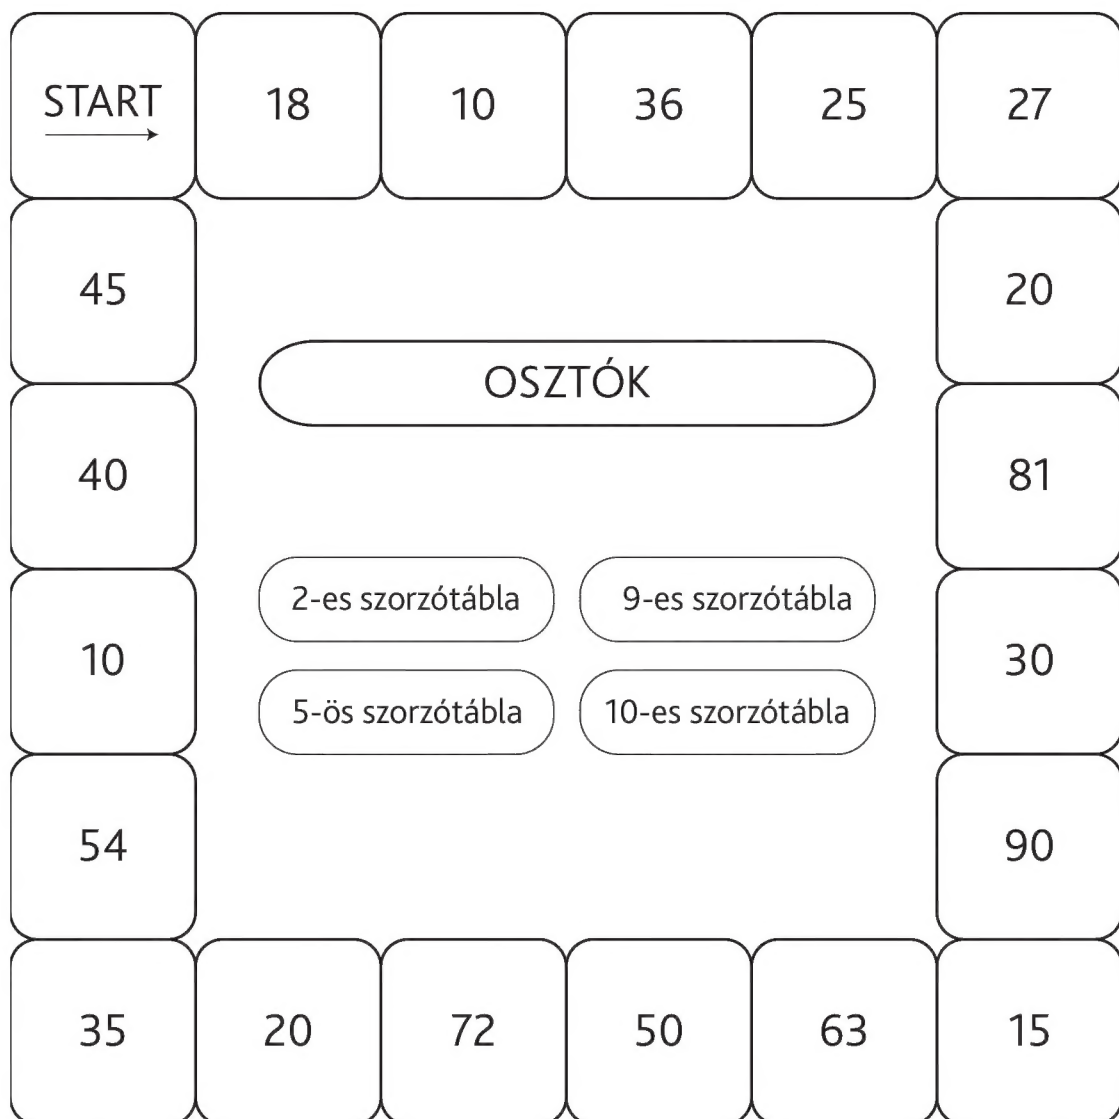 START 18 10 36 25 27
45 20
OSZTÓK
40 81
2-es szorzótábla 9-es szorzótábla
10 30
5-ös szorzótábla 10-es szorzótábla
54 90
35 20 72 50 63 15